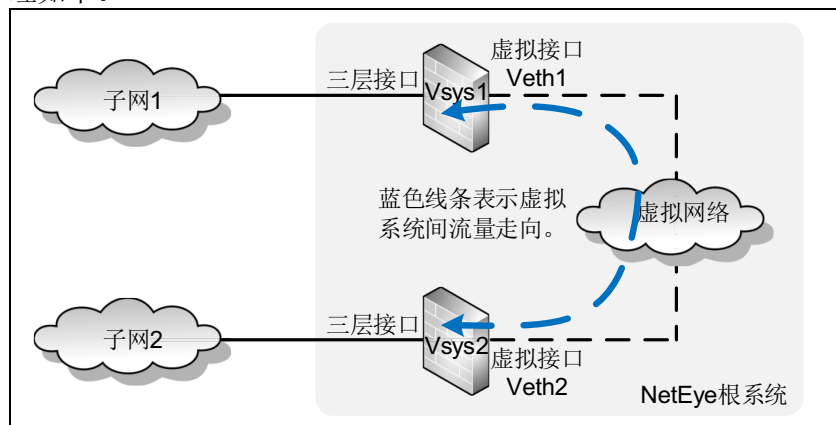 子网1
三层接口
Vsys1
虚拟接口
Veth1
蓝色线条表示虚拟
系统间流量走向。
虚拟网络
子网2
三层接口
Vsys2
虚拟接口
Veth2
NetEye根系统